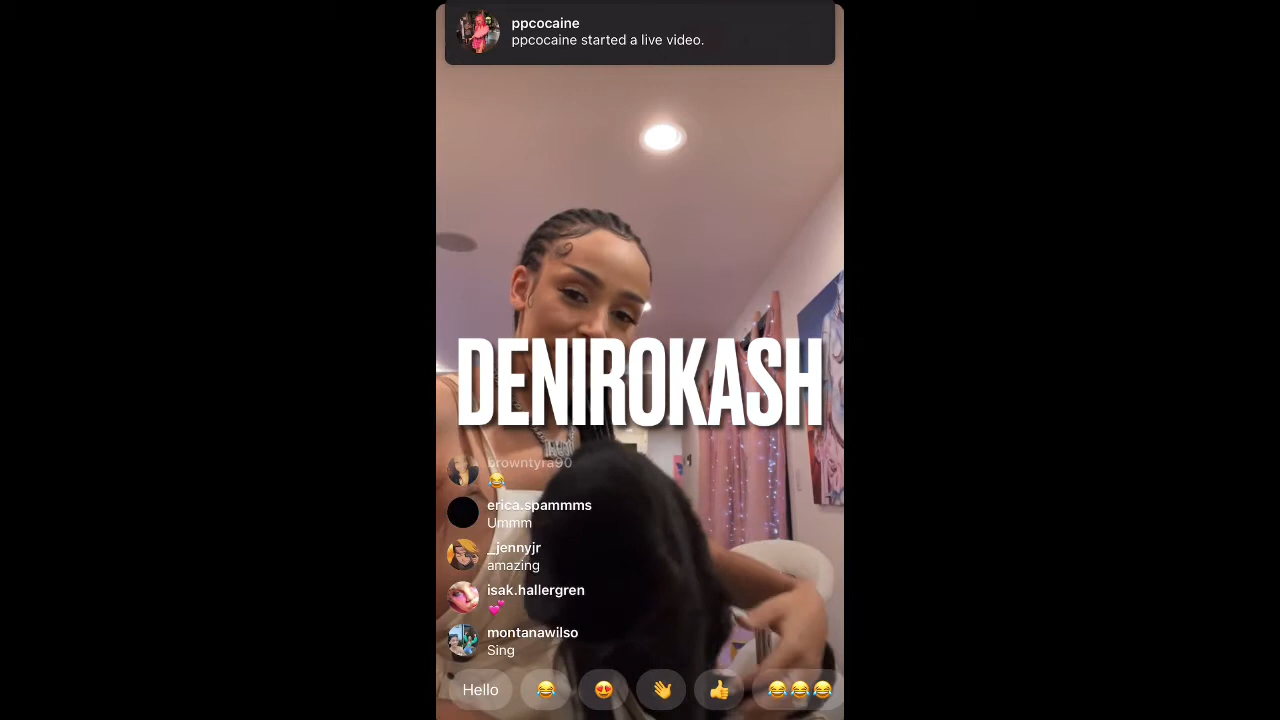 ppcocaine
ppcocaine started a live video.
DENIROKASH
browntyra90
😂
erica.spammms
Ummm
_jennyjr
amazing
isak.hallergren
💕
montanawilso
Sing
Hello 😂 😍 👋 👍 😂😂😂